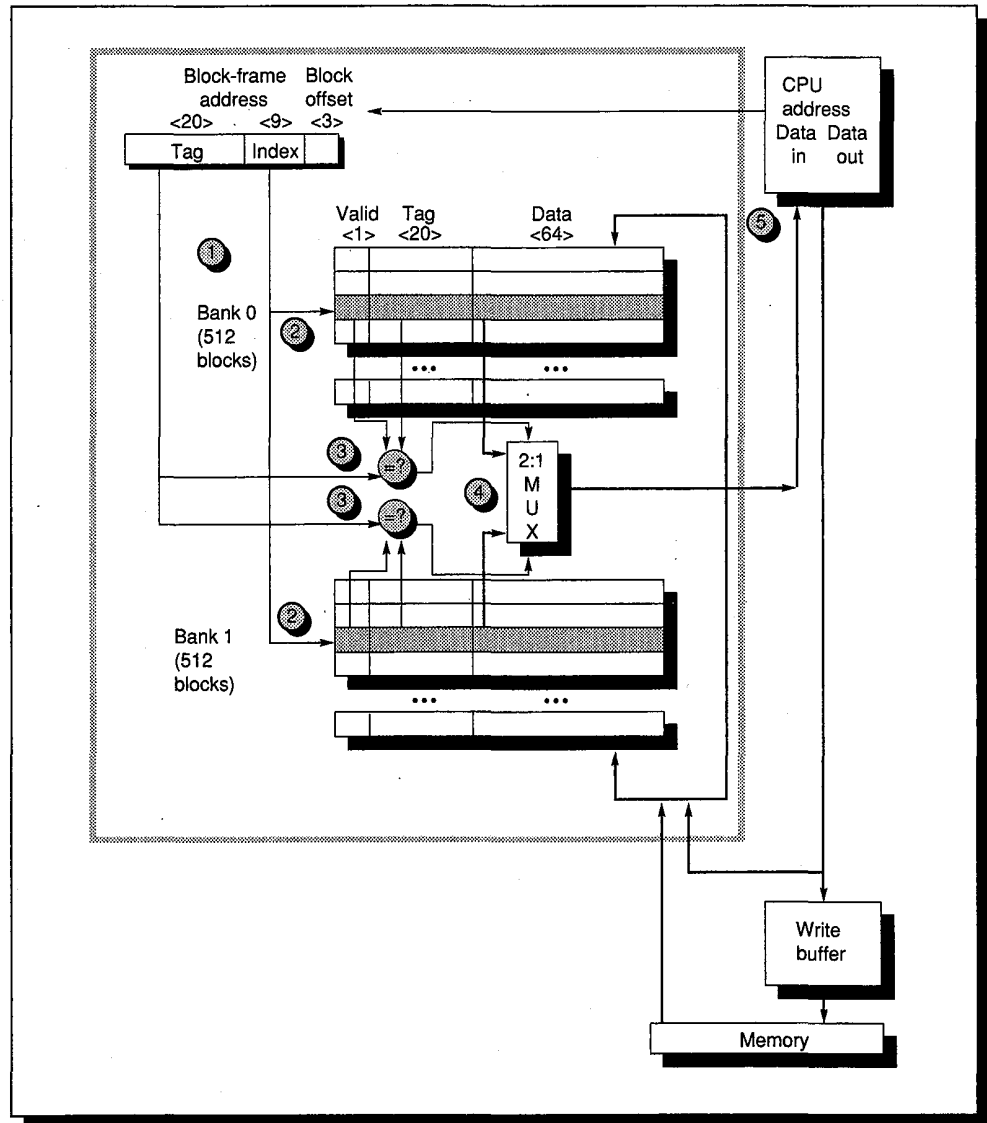 Block-frame address
Block offset
<20>
<9>
<3>
Tag
Index
CPU address
Data in
Data out
5
Valid <1>
Tag <20>
Data <64>
1
Bank 0 (512 blocks)
2
•••
•••
3
=?
3
=?
4
2:1 MUX
Bank 1 (512 blocks)
2
•••
•••
Write buffer
Memory